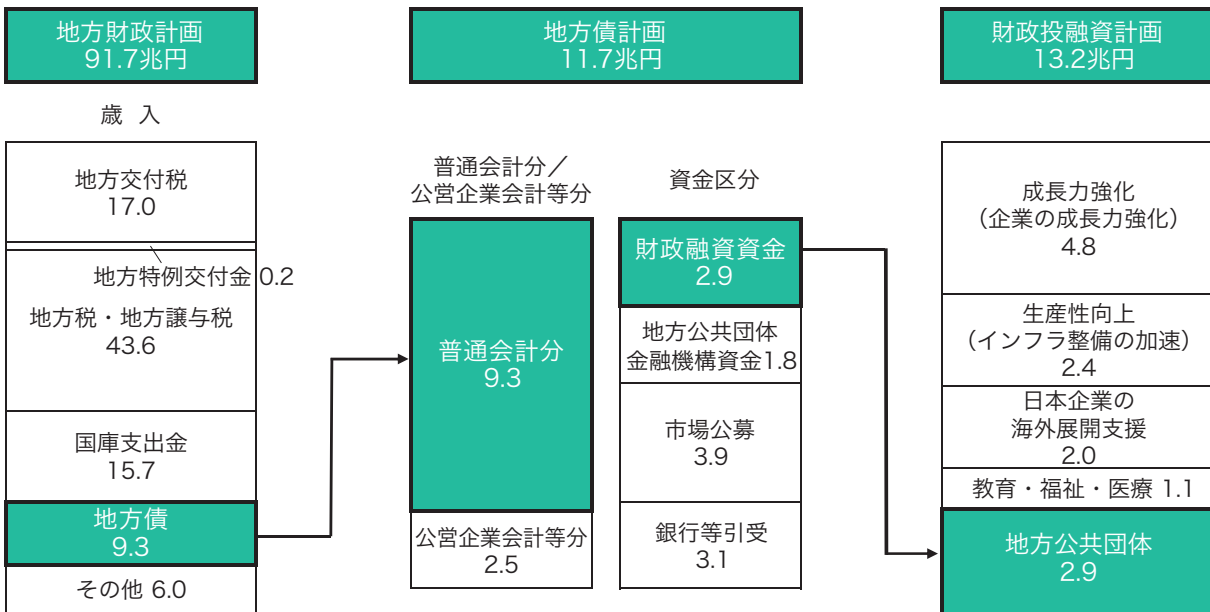 地方財政計画
91.7兆円
地方債計画
11.7兆円
財政投融資計画
13.2兆円
歳 入
地方交付税
17.0
地方特例交付金 0.2
地方税・地方譲与税
43.6
国庫支出金
15.7
地方債
9.3
その他 6.0
普通会計分／
公営企業会計等分
普通会計分
9.3
公営企業会計等分
2.5
資金区分
財政融資資金
2.9
地方公共団体
金融機構資金1.8
市場公募
3.9
銀行等引受
3.1
成長力強化
（企業の成長力強化）
4.8
生産性向上
（インフラ整備の加速）
2.4
日本企業の
海外展開支援
2.0
教育・福祉・医療 1.1
地方公共団体
2.9